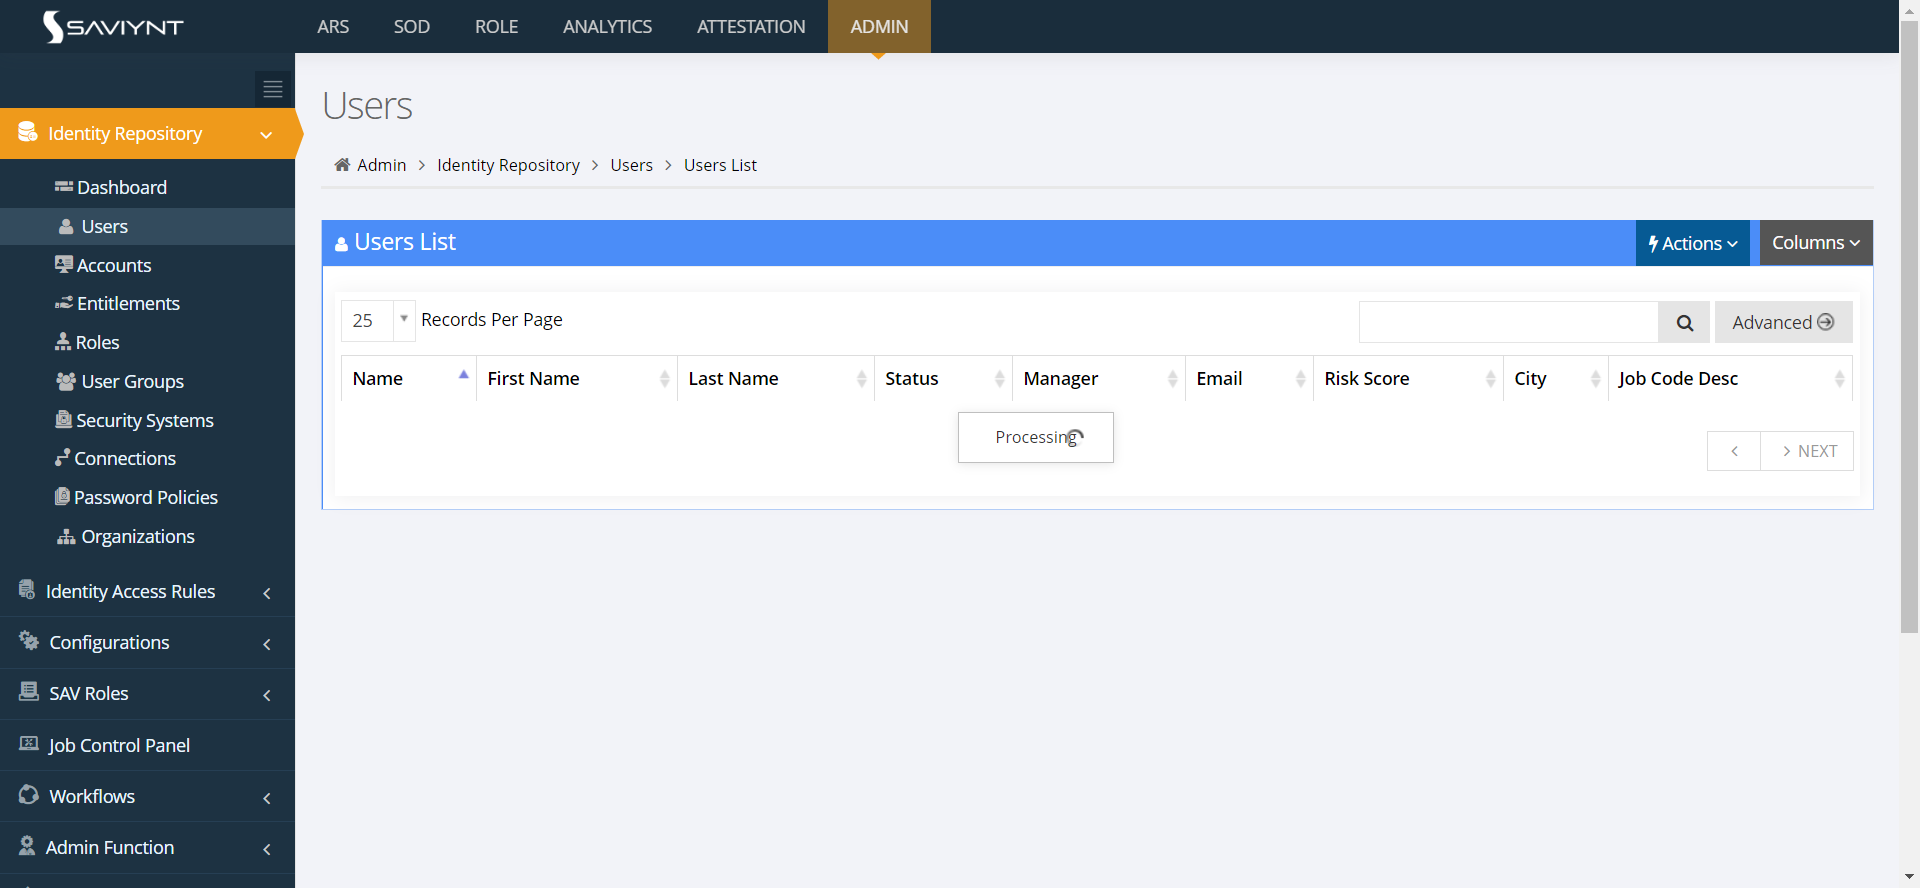 SAVIYNT
ARS SOD ROLE ANALYTICS ATTESTATION ADMIN
Identity Repository
Dashboard
Users
Accounts
Entitlements
Roles
User Groups
Security Systems
Connections
Password Policies
Organizations
Identity Access Rules
Configurations
SAV Roles
Job Control Panel
Workflows
Admin Function
Users
Admin > Identity Repository > Users > Users List
Users List
Actions
Columns
25 Records Per Page
Advanced
Name First Name Last Name Status Manager Email Risk Score City Job Code Desc
Processing
< > NEXT